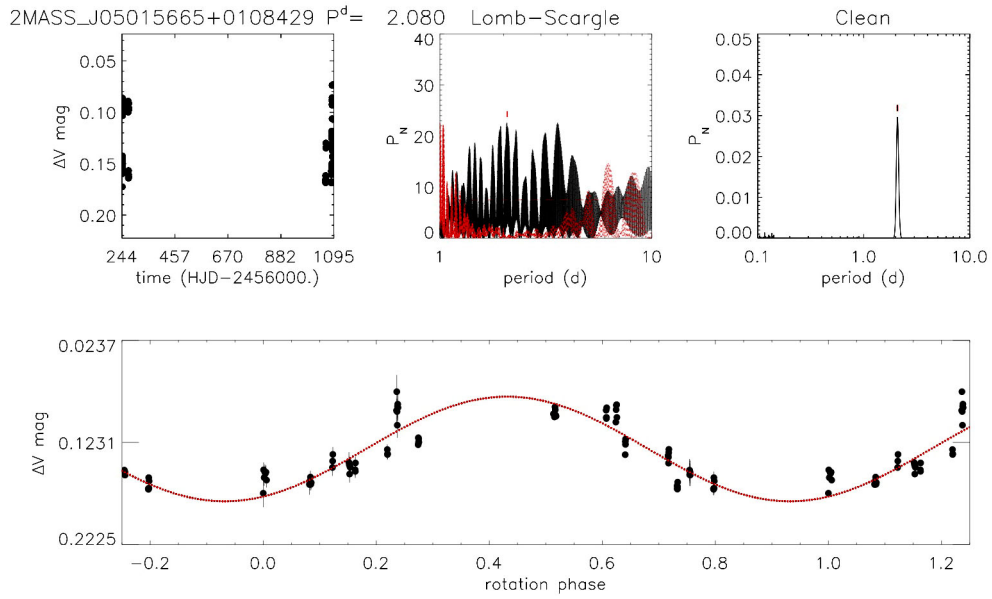 2MASS_J05015665+0108429 P^d= 2.080 Lomb-Scargle Clean
0.05
0.10
0.15
0.20
ΔV mag
244 457 670 882 1095
time (HJD-2456000.)
40
30
20
10
0
P_N
1 10
period (d)
0.05
0.04
0.03
0.02
0.01
0.00
P_N
0.1 1.0 10.0
period (d)
0.0237
0.1231
0.2225
ΔV mag
-0.2 0.0 0.2 0.4 0.6 0.8 1.0 1.2
rotation phase